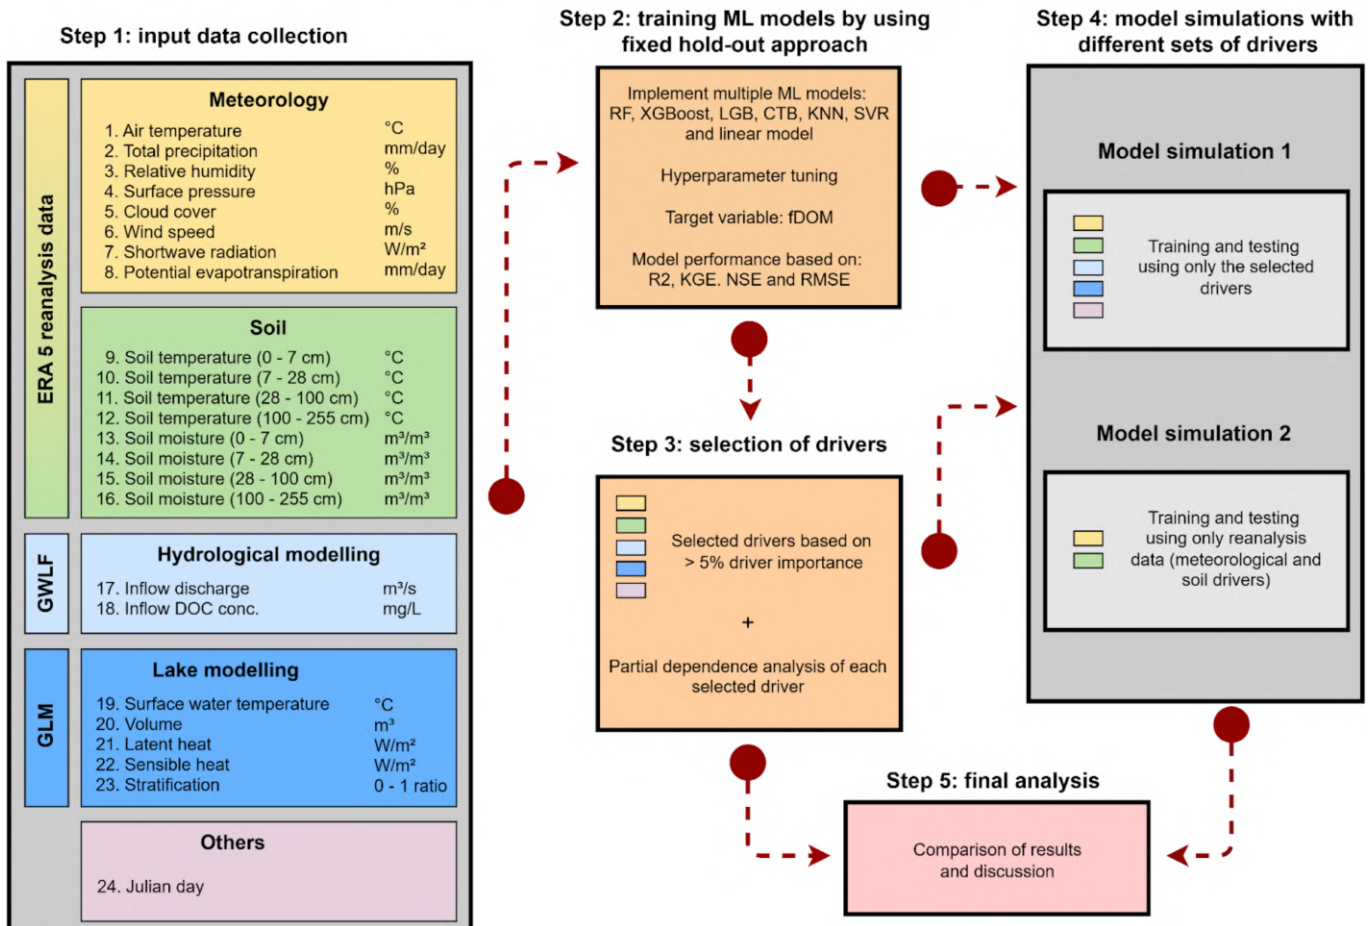 Step 1: input data collection
ERA 5 reanalysis data
Meteorology
1. Air temperature °C
2. Total precipitation mm/day
3. Relative humidity %
4. Surface pressure hPa
5. Cloud cover %
6. Wind speed m/s
7. Shortwave radiation W/m²
8. Potential evapotranspiration mm/day
Soil
9. Soil temperature (0 - 7 cm) °C
10. Soil temperature (7 - 28 cm) °C
11. Soil temperature (28 - 100 cm) °C
12. Soil temperature (100 - 255 cm) °C
13. Soil moisture (0 - 7 cm) m³/m³
14. Soil moisture (7 - 28 cm) m³/m³
15. Soil moisture (28 - 100 cm) m³/m³
16. Soil moisture (100 - 255 cm) m³/m³
GWLF
Hydrological modelling
17. Inflow discharge m³/s
18. Inflow DOC conc. mg/L
GLM
Lake modelling
19. Surface water temperature °C
20. Volume m³
21. Latent heat W/m²
22. Sensible heat W/m²
23. Stratification 0 - 1 ratio
Others
24. Julian day
Step 2: training ML models by using
fixed hold-out approach
Implement multiple ML models:
RF, XGBoost, LGB, CTB, KNN, SVR
and linear model
Hyperparameter tuning
Target variable: fDOM
Model performance based on:
R2, KGE. NSE and RMSE
Step 3: selection of drivers
Selected drivers based on
> 5% driver importance
+
Partial dependence analysis of each
selected driver
Step 4: model simulations with
different sets of drivers
Model simulation 1
Training and testing
using only the selected
drivers
Model simulation 2
Training and testing
using only reanalysis
data (meteorological and
soil drivers)
Step 5: final analysis
Comparison of results
and discussion